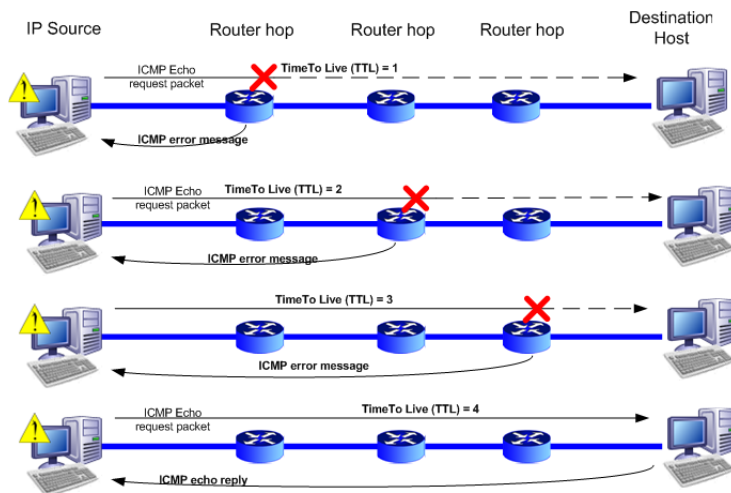 IP Source
Router hop
Router hop
Router hop
Destination
Host
ICMP Echo
request packet
TimeTo Live (TTL) = 1
ICMP error message
ICMP Echo
request packet
TimeTo Live (TTL) = 2
ICMP error message
TimeTo Live (TTL) = 3
ICMP error message
ICMP Echo
request packet
TimeTo Live (TTL) = 4
ICMP echo reply